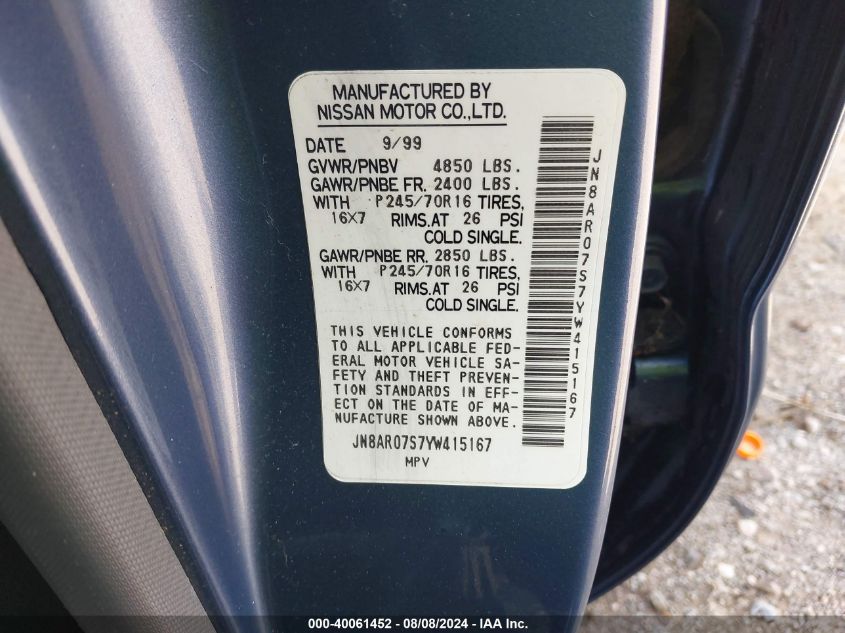 MANUFACTURED BY
NISSAN MOTOR CO.,LTD.
DATE 9/99
GVWR/PNBV 4850 LBS.
GAWR/PNBE FR. 2400 LBS.
WITH P245/70R16 TIRES,
16X7 RIMS.AT 26 PSI
COLD SINGLE.
GAWR/PNBE RR. 2850 LBS.
WITH P245/70R16 TIRES,
16X7 RIMS.AT 26 PSI
COLD SINGLE.
THIS VEHICLE CONFORMS
TO ALL APPLICABLE FED-
ERAL MOTOR VEHICLE SA-
FETY AND THEFT PREVEN-
TION STANDARDS IN EFF-
ECT ON THE DATE OF MA-
NUFACTURE SHOWN ABOVE.
JN8AR07S7YW415167
MPV
JN8AR07S7YW415167
000-40061452 - 08/08/2024 - IAA Inc.